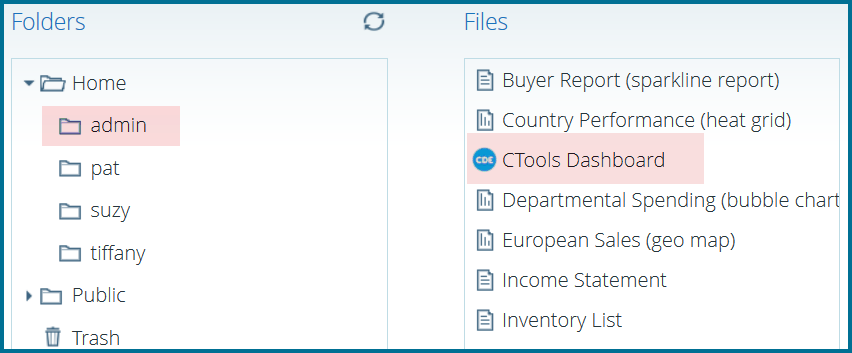 Folders
Home
admin
pat
suzy
tiffany
Public
Trash
Files
Buyer Report (sparkline report)
Country Performance (heat grid)
CDE CTools Dashboard
Departmental Spending (bubble chart
European Sales (geo map)
Income Statement
Inventory List